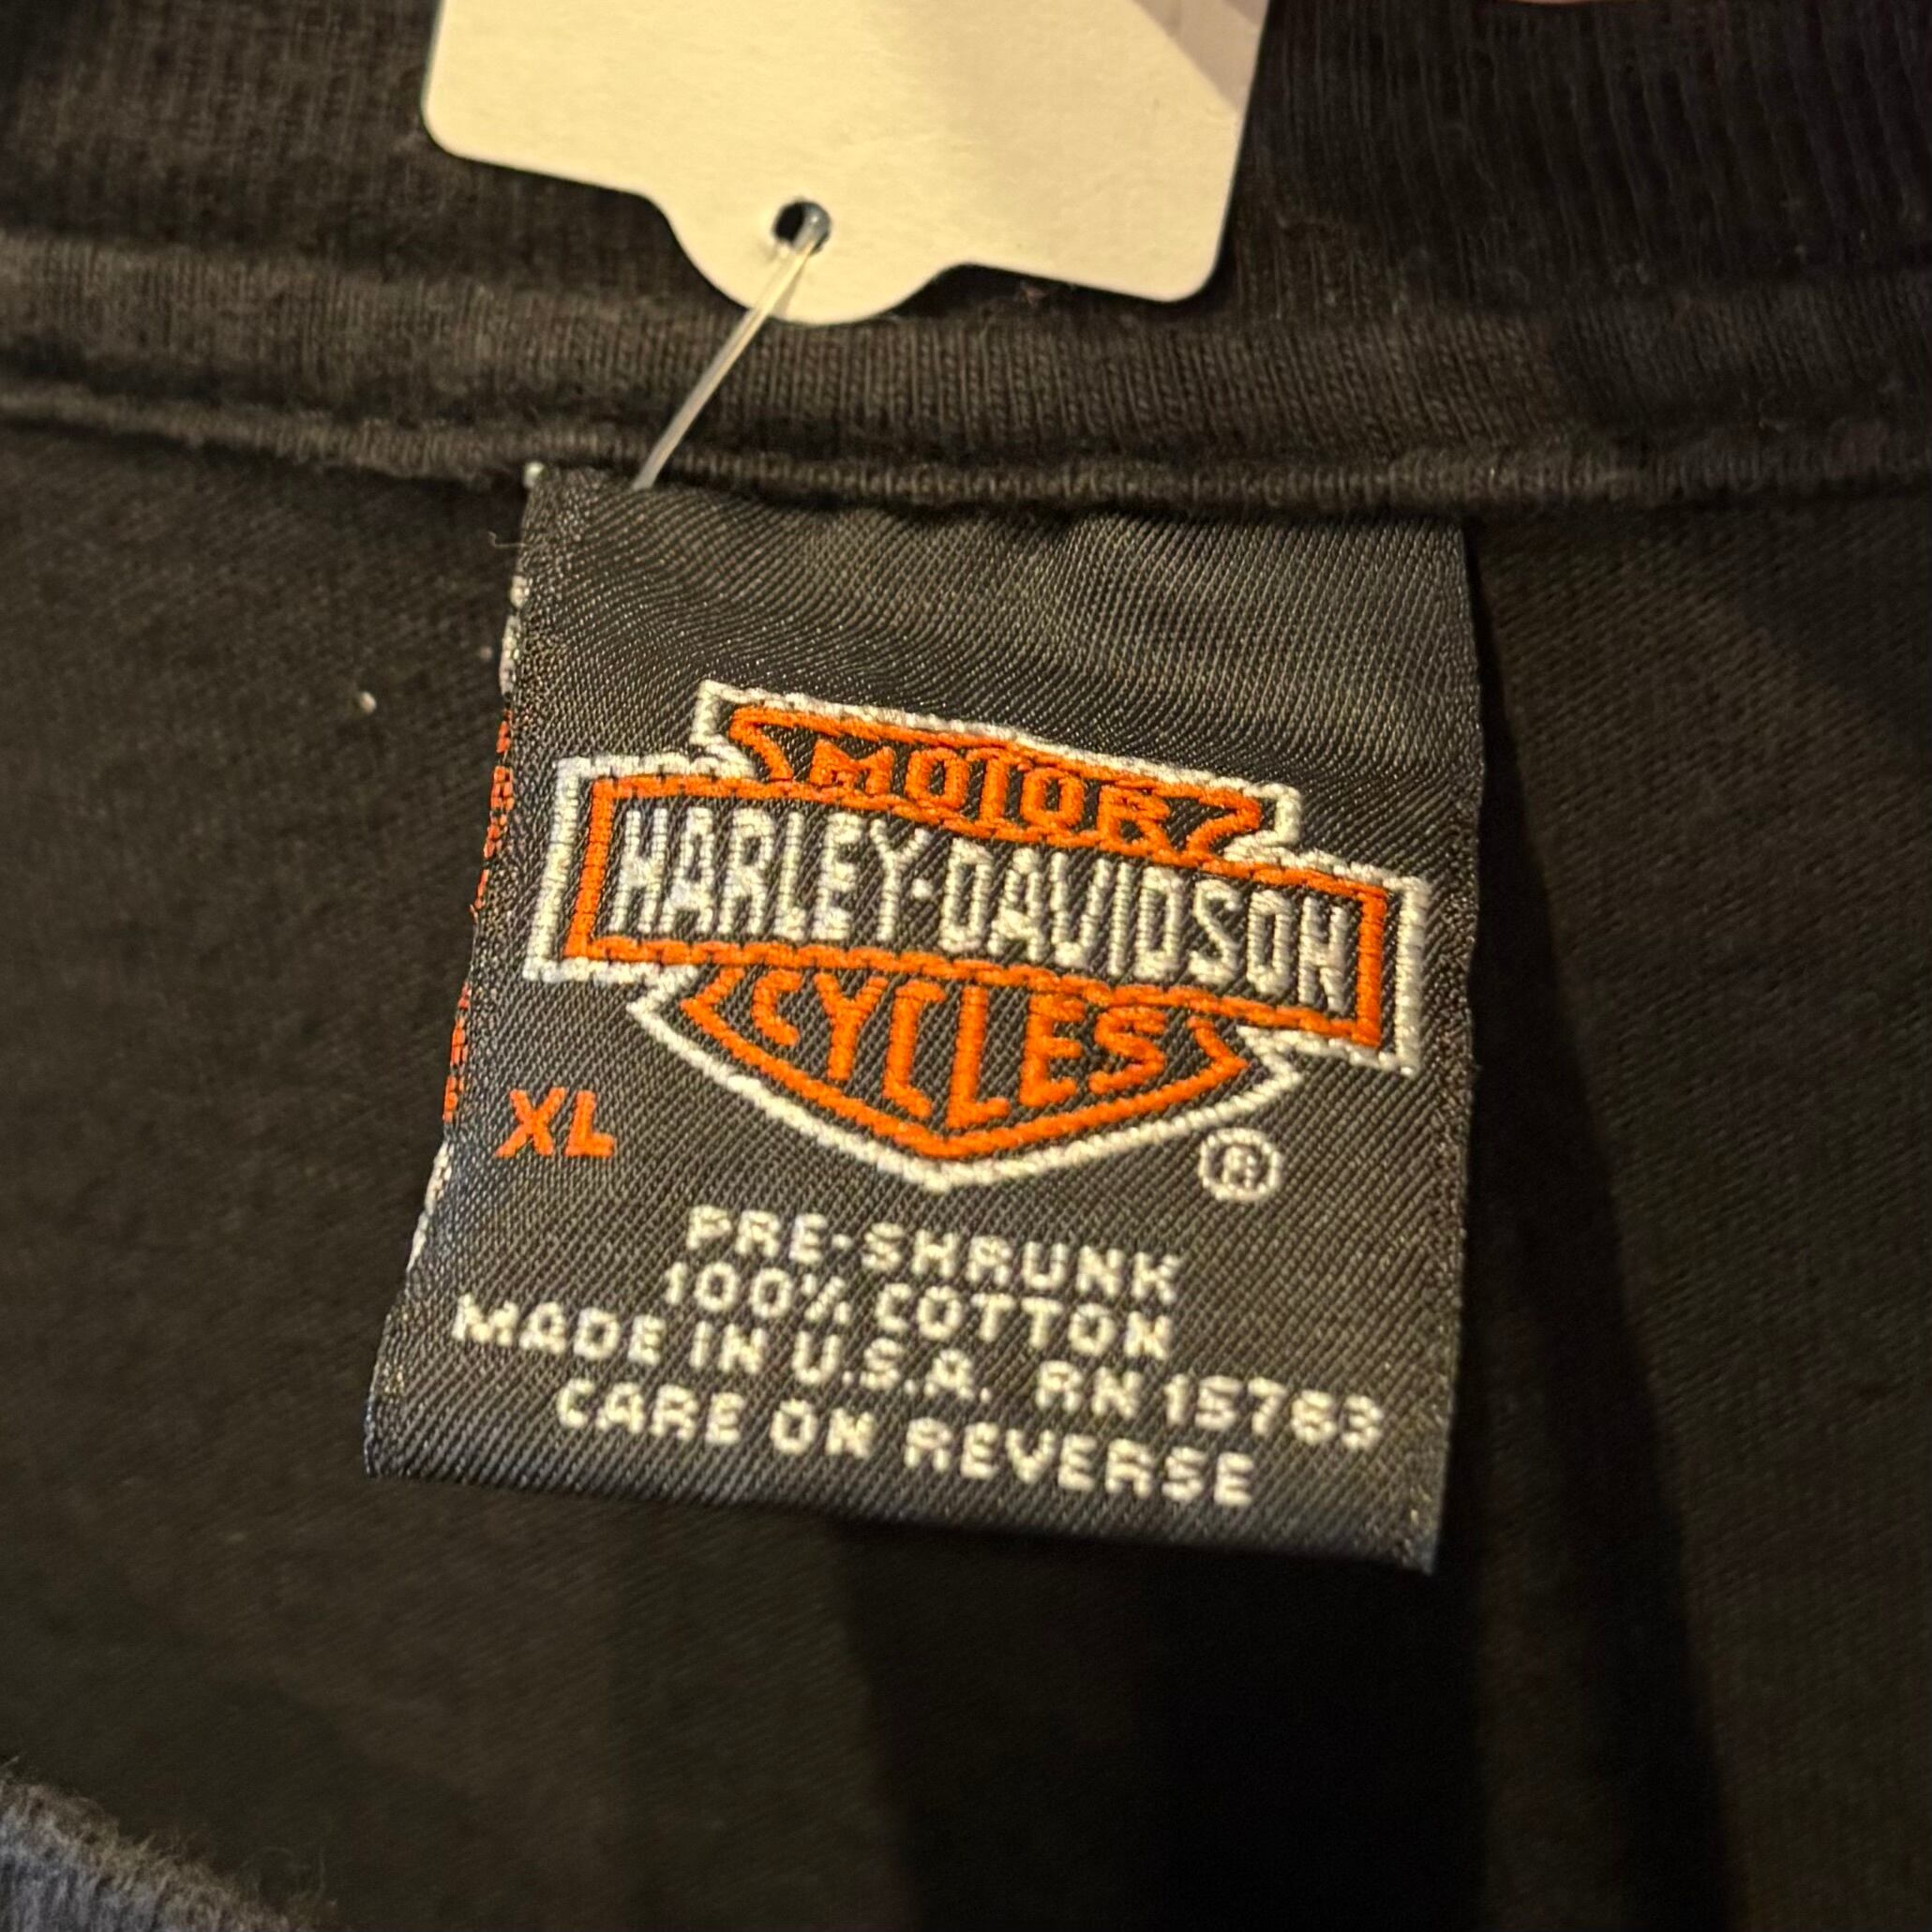 MOTOR
HARLEY-DAVIDSON
CYCLES
XL
®
PRE-SHRUNK
100% COTTON
MADE IN U.S.A. RN 15763
CARE ON REVERSE